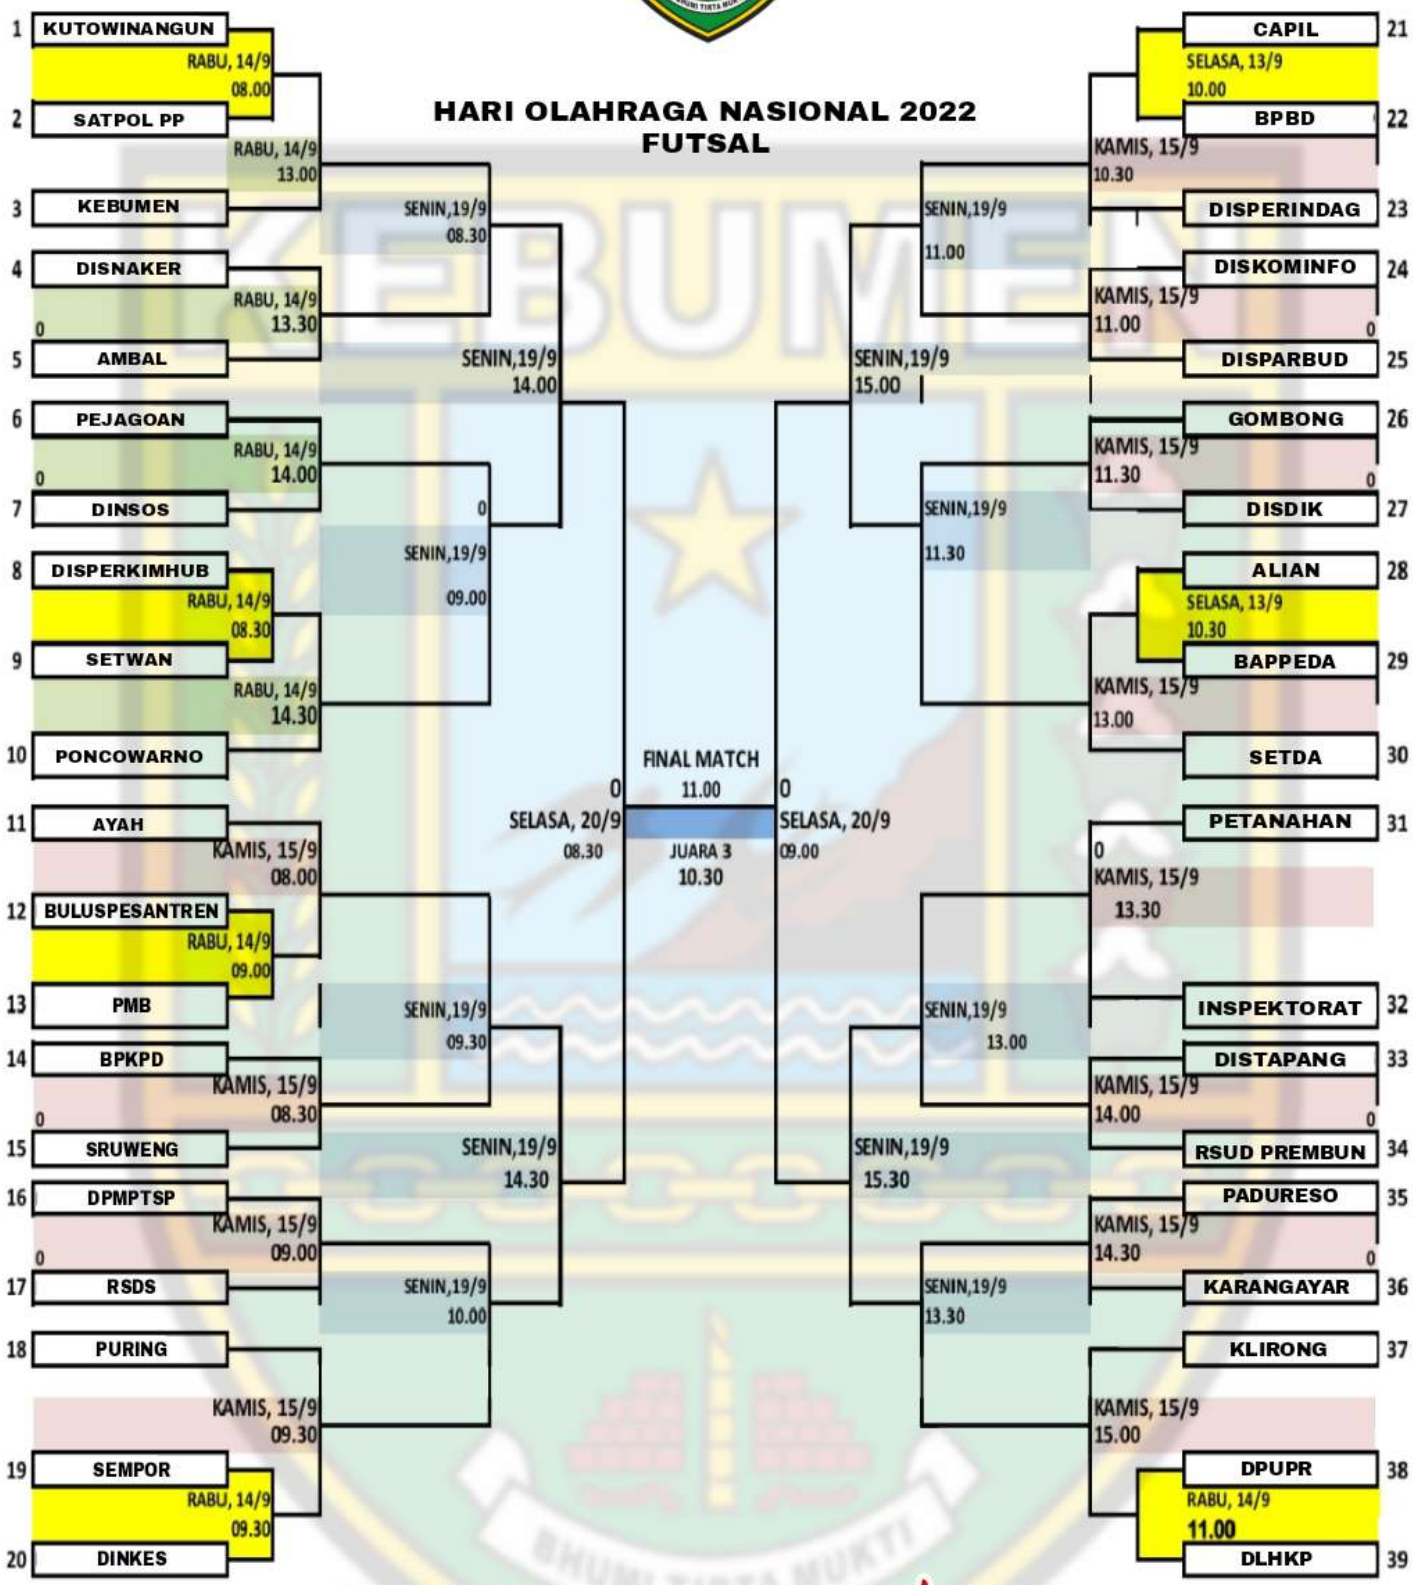 BHUMI TIRTA MUKTI
HARI OLAHRAGA NASIONAL 2022
FUTSAL
KEBUMEN
1 KUTOWINANGUN
RABU, 14/9
08.00
2 SATPOL PP
RABU, 14/9
13.00
3 KEBUMEN
SENIN,19/9
08.30
4 DISNAKER
RABU, 14/9
13.30
0
5 AMBAL
SENIN,19/9
14.00
6 PEJAGOAN
RABU, 14/9
14.00
0
7 DINSOS
0
SENIN,19/9
09.00
8 DISPERKIMHUB
RABU, 14/9
08.30
9 SETWAN
RABU, 14/9
14.30
10 PONCOWARNO
11 AYAH
KAMIS, 15/9
08.00
12 BULUSPESANTREN
RABU, 14/9
09.00
13 PMB
SENIN,19/9
09.30
14 BPKPD
KAMIS, 15/9
08.30
0
15 SRUWENG
SENIN,19/9
14.30
16 DPMPTSP
KAMIS, 15/9
09.00
0
17 RSDS
SENIN,19/9
10.00
18 PURING
KAMIS, 15/9
09.30
19 SEMPOR
RABU, 14/9
09.30
20 DINKES
FINAL MATCH
0 11.00 0
SELASA, 20/9
08.30
JUARA 3
10.30
SELASA, 20/9
09.00
CAPIL 21
SELASA, 13/9
10.00
BPBD 22
0
KAMIS, 15/9
10.30
DISPERINDAG 23
SENIN,19/9
11.00
DISKOMINFO 24
KAMIS, 15/9
11.00
0
DISPARBUD 25
SENIN,19/9
15.00
GOMBONG 26
KAMIS, 15/9
11.30
0
DISDIK 27
SENIN,19/9
11.30
ALIAN 28
SELASA, 13/9
10.30
BAPPEDA 29
KAMIS, 15/9
13.00
SETDA 30
PETANAHAN 31
0
KAMIS, 15/9
13.30
INSPEKTORAT 32
SENIN,19/9
13.00
DISTAPANG 33
KAMIS, 15/9
14.00
0
RSUD PREMBUN 34
SENIN,19/9
15.30
PADURESO 35
KAMIS, 15/9
14.30
0
KARANGAYAR 36
SENIN,19/9
13.30
KLIRONG 37
KAMIS, 15/9
15.00
DPUPR 38
RABU, 14/9
11.00
DLHKP 39
BHUMI TIRTA MUKTI